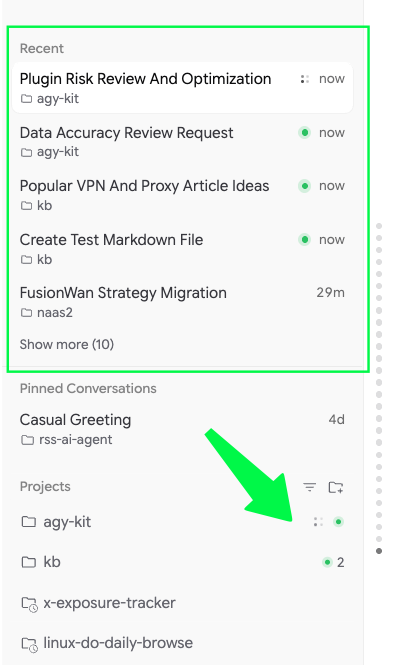 Recent
Plugin Risk Review And Optimization now
agy-kit
Data Accuracy Review Request now
agy-kit
Popular VPN And Proxy Article Ideas now
kb
Create Test Markdown File now
kb
FusionWan Strategy Migration 29m
naas2
Show more (10)
Pinned Conversations
Casual Greeting 4d
rss-ai-agent
Projects
agy-kit
kb 2
x-exposure-tracker
linux-do-daily-browse